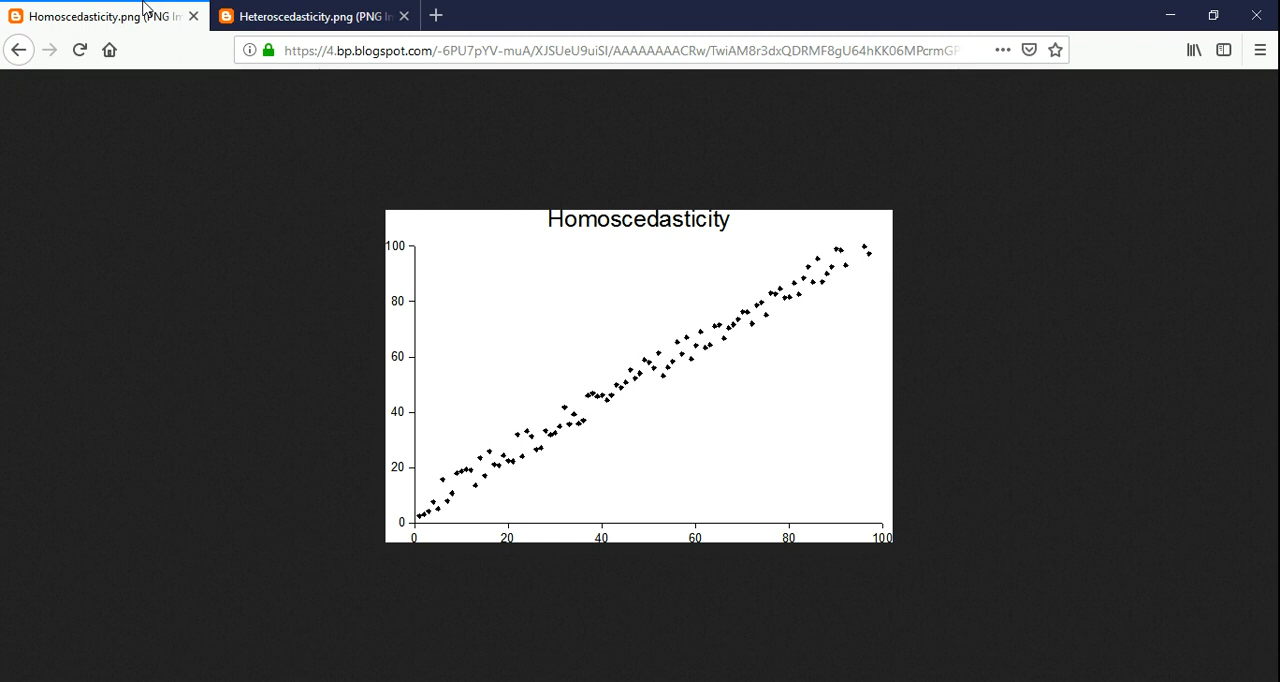 Homoscedasticity.png (PNG Im
Heteroscedasticity.png (PNG In
https://4.bp.blogspot.com/-6PU7pYV-muA/XJSUeU9uiSI/AAAAAAAACRw/TwiAM8r3dxQDRMF8gU64hKK06MPcrmGP
Homoscedasticity
100
80
60
40
20
0
0 20 40 60 80 100